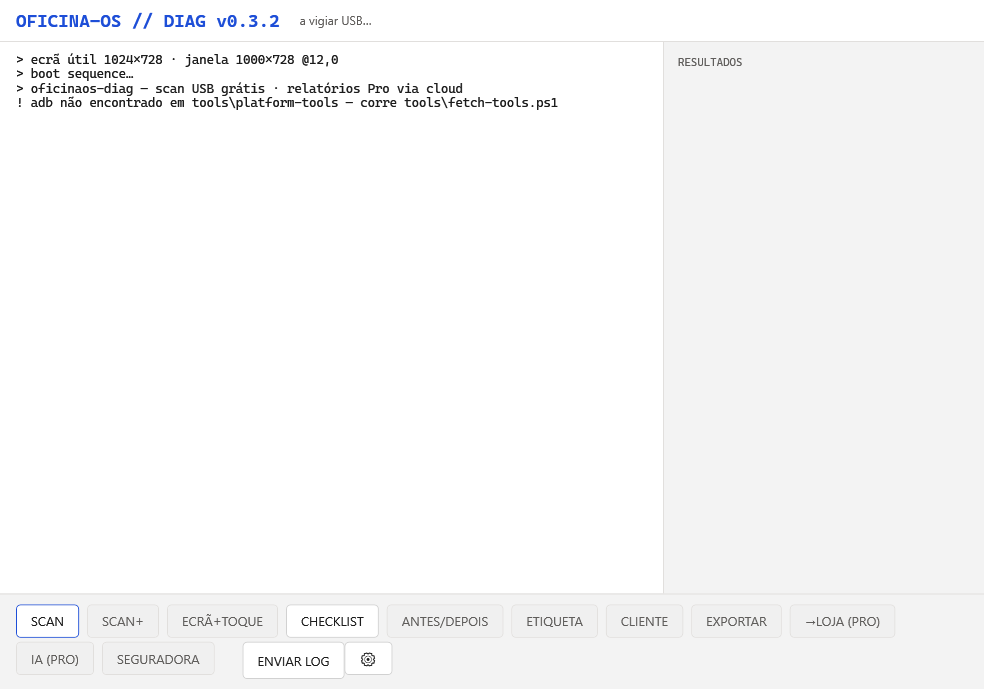 OFICINA-OS // DIAG v0.3.2 a vigiar USB...
> ecrã útil 1024×728 · janela 1000×728 @12,0
> boot sequence…
> oficinaos-diag — scan USB grátis · relatórios Pro via cloud
! adb não encontrado em tools\platform-tools — corre tools\fetch-tools.ps1
RESULTADOS
SCAN SCAN+ ECRÃ+TOQUE CHECKLIST ANTES/DEPOIS ETIQUETA CLIENTE EXPORTAR →LOJA (PRO)
IA (PRO) SEGURADORA ENVIAR LOG